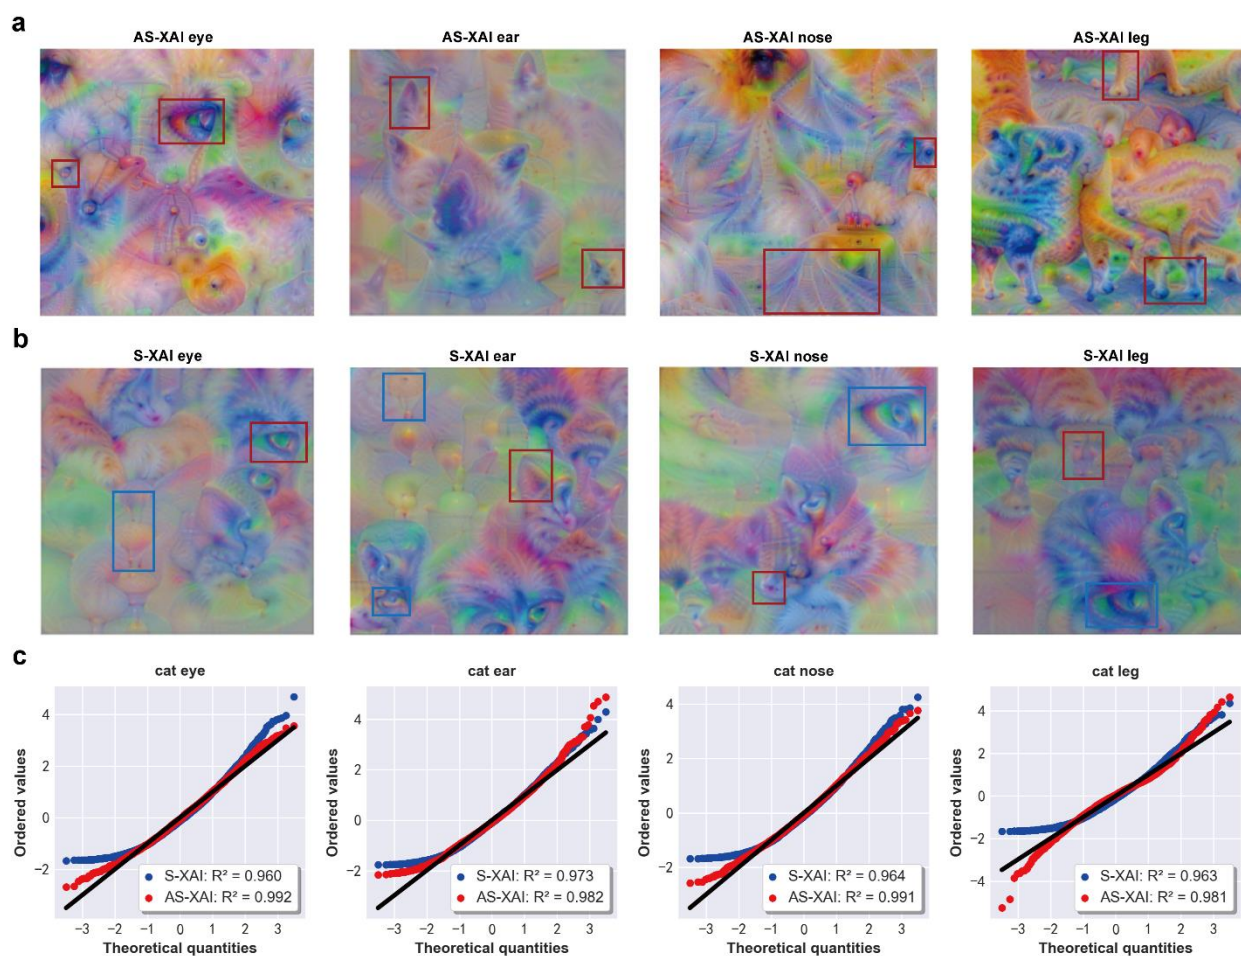 a
AS-XAI eye
AS-XAI ear
AS-XAI nose
AS-XAI leg
b
S-XAI eye
S-XAI ear
S-XAI nose
S-XAI leg
c
cat eye
Ordered values
4
2
0
−2
S-XAI: R² = 0.960
AS-XAI: R² = 0.992
−3 −2 −1 0 1 2 3
Theoretical quantities
cat ear
Ordered values
4
2
0
−2
S-XAI: R² = 0.973
AS-XAI: R² = 0.982
−3 −2 −1 0 1 2 3
Theoretical quantities
cat nose
Ordered values
4
2
0
−2
S-XAI: R² = 0.964
AS-XAI: R² = 0.991
−3 −2 −1 0 1 2 3
Theoretical quantities
cat leg
Ordered values
4
2
0
−2
−4
S-XAI: R² = 0.963
AS-XAI: R² = 0.981
−3 −2 −1 0 1 2 3
Theoretical quantities